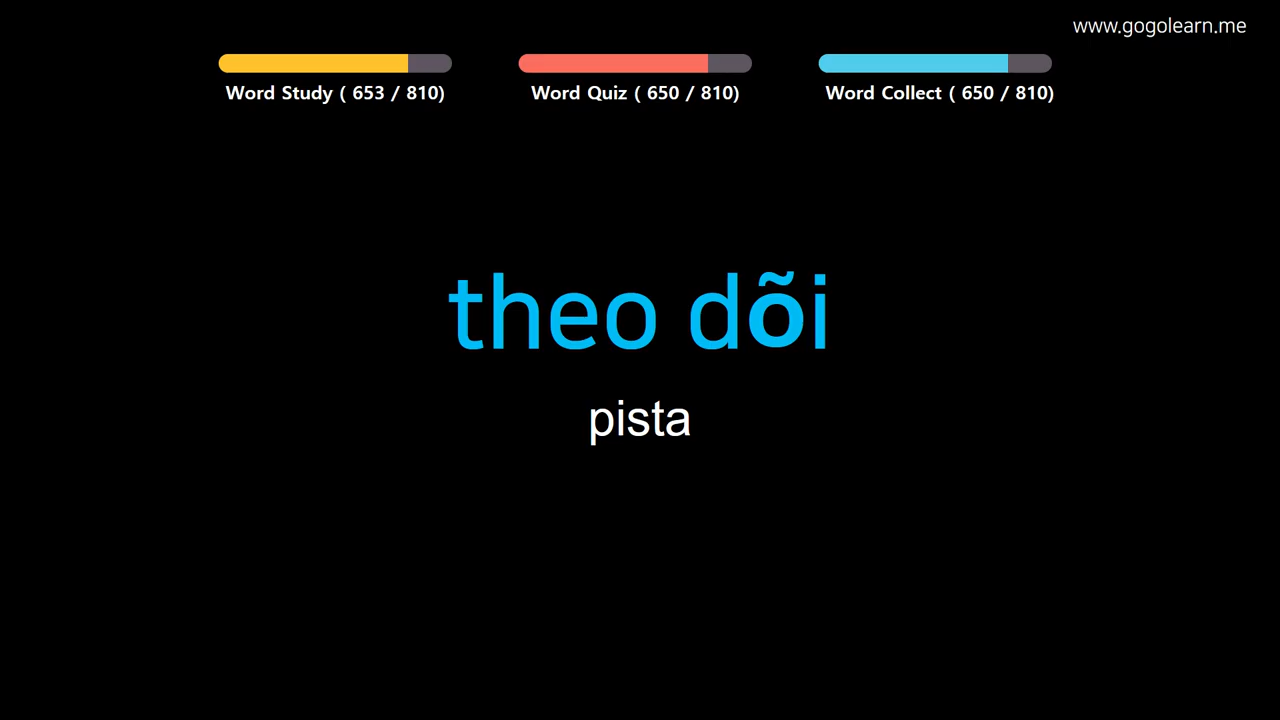 www.gogolearn.me
Word Study ( 653 / 810)
Word Quiz ( 650 / 810)
Word Collect ( 650 / 810)
theo dõi
pista